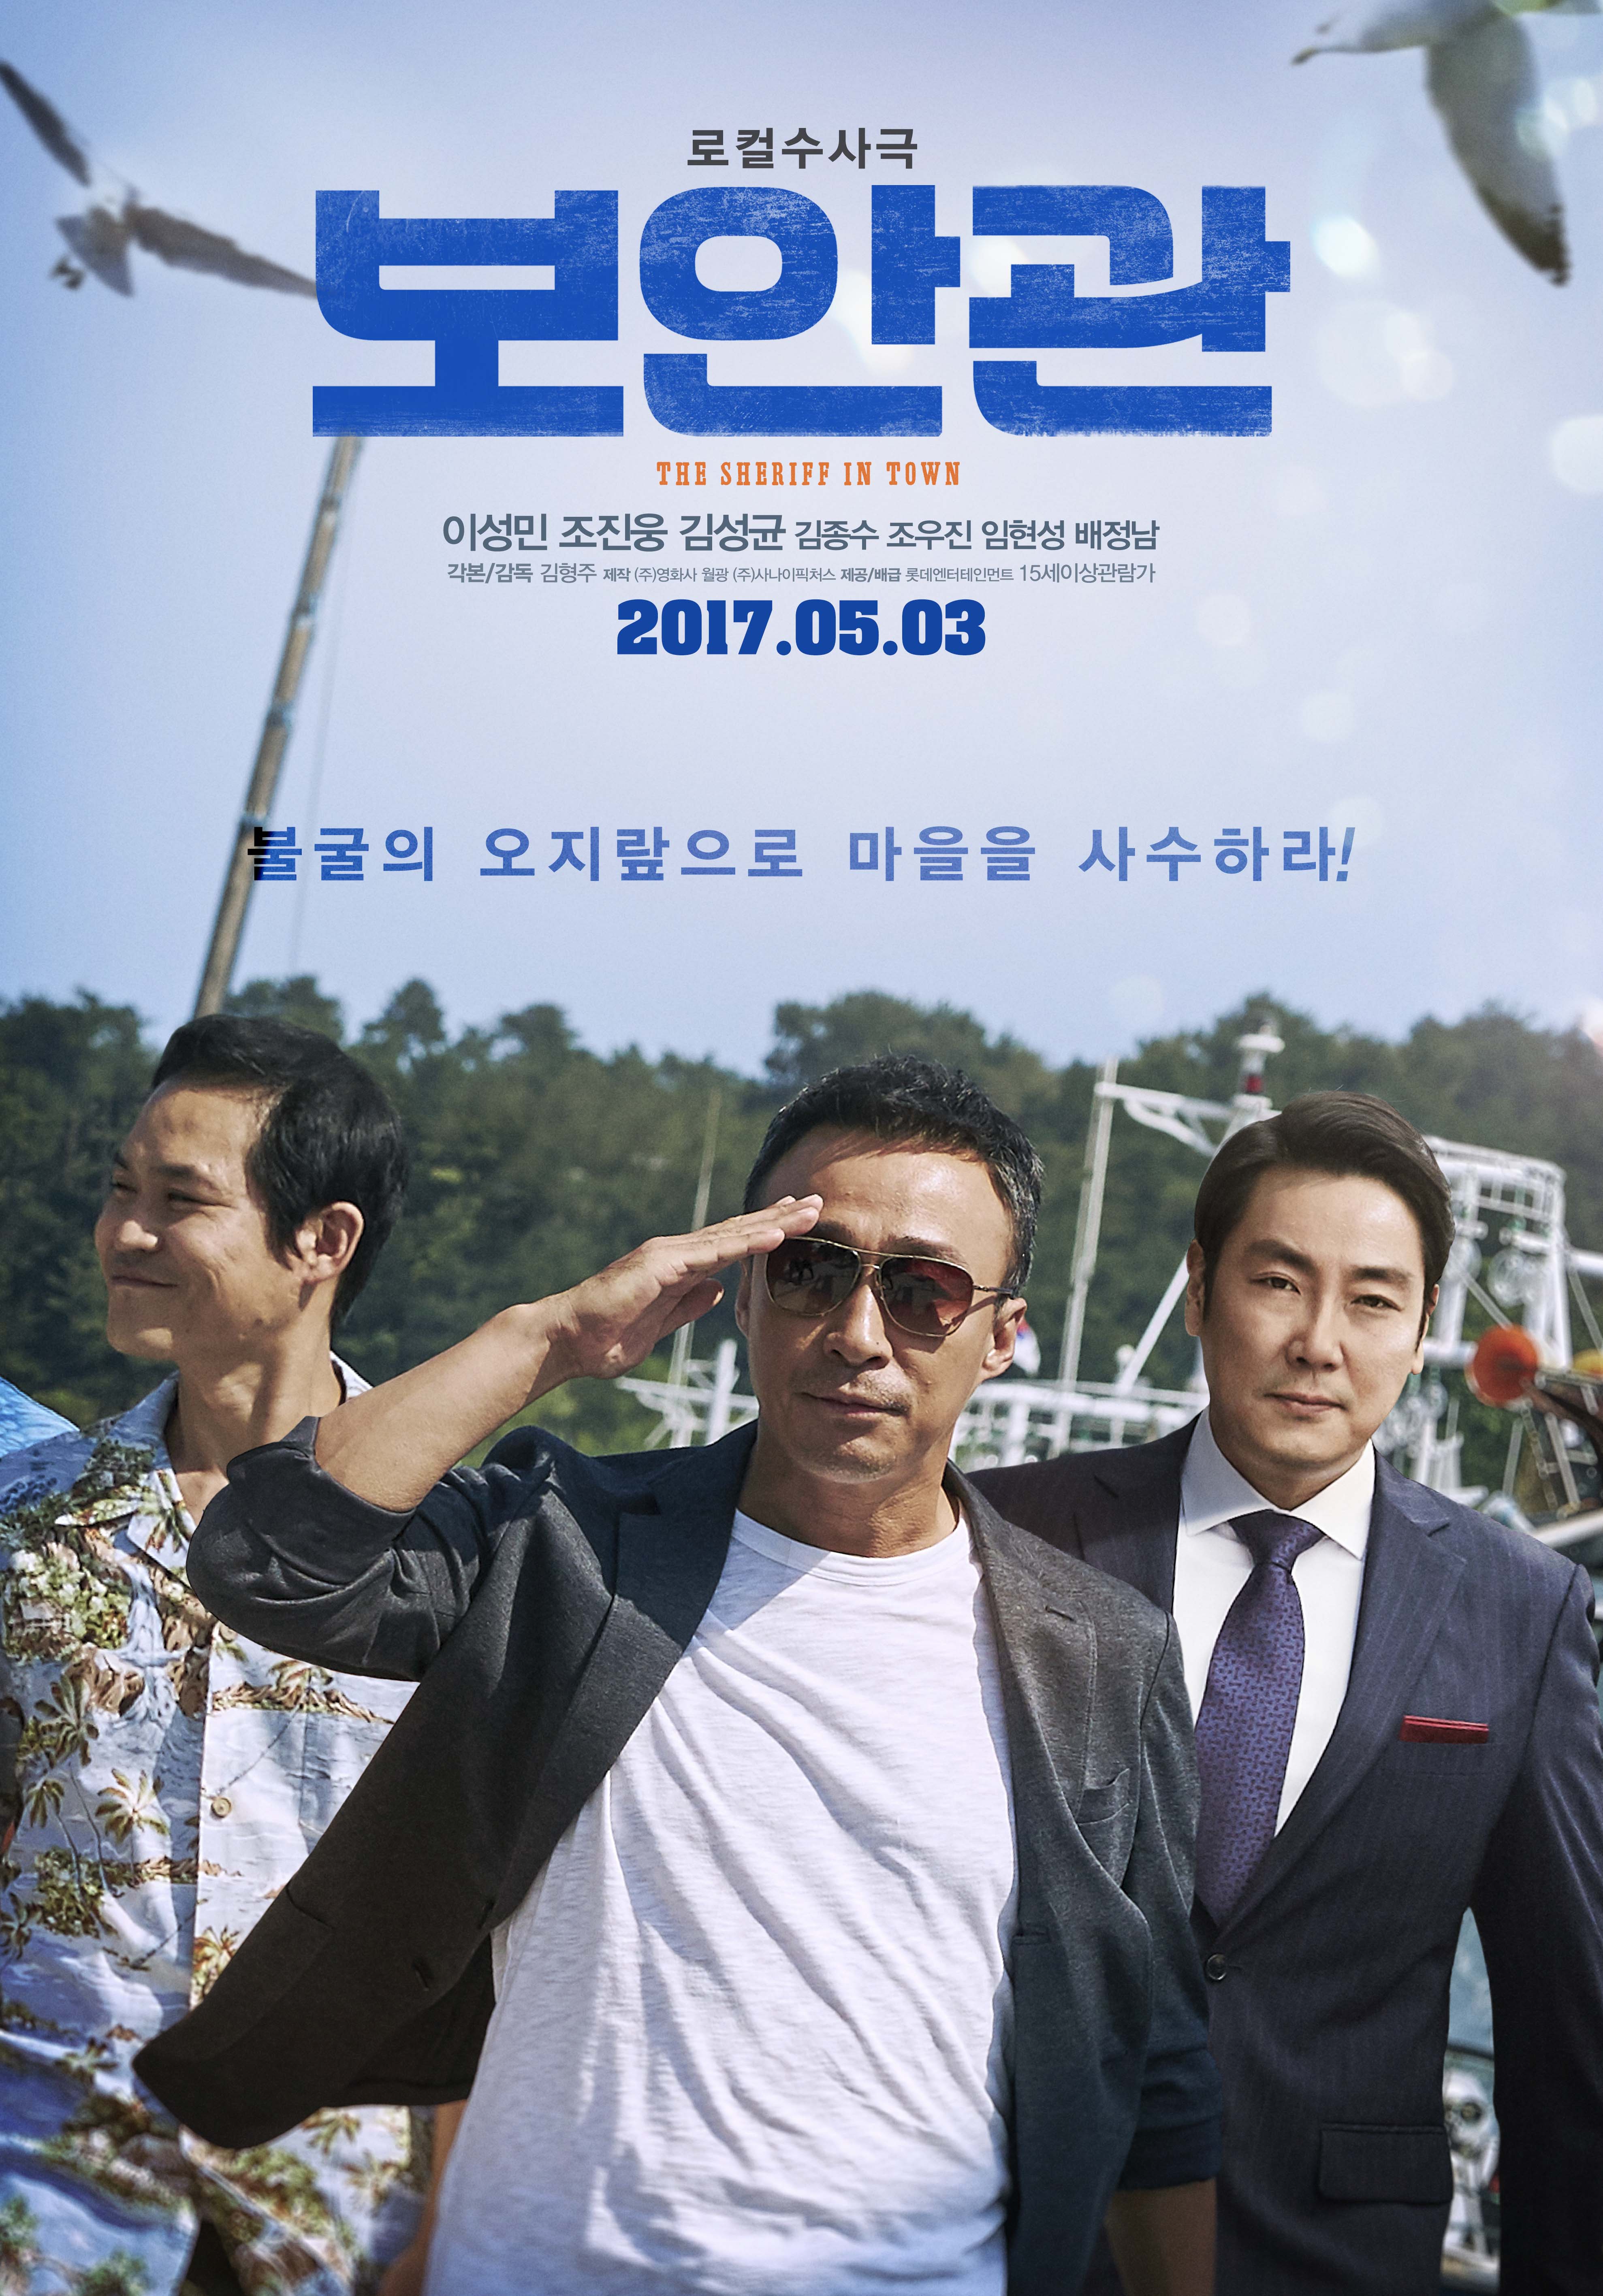 로컬수사극
보안관
THE SHERIFF IN TOWN
이성민 조진웅 김성균 김종수 조우진 임현성 배정남
각본/감독 김형주 제작 (주)영화사 월광 (주)사나이픽처스 제공/배급 롯데엔터테인먼트 15세이상관람가
2017.05.03
불굴의 오지랖으로 마을을 사수하라!